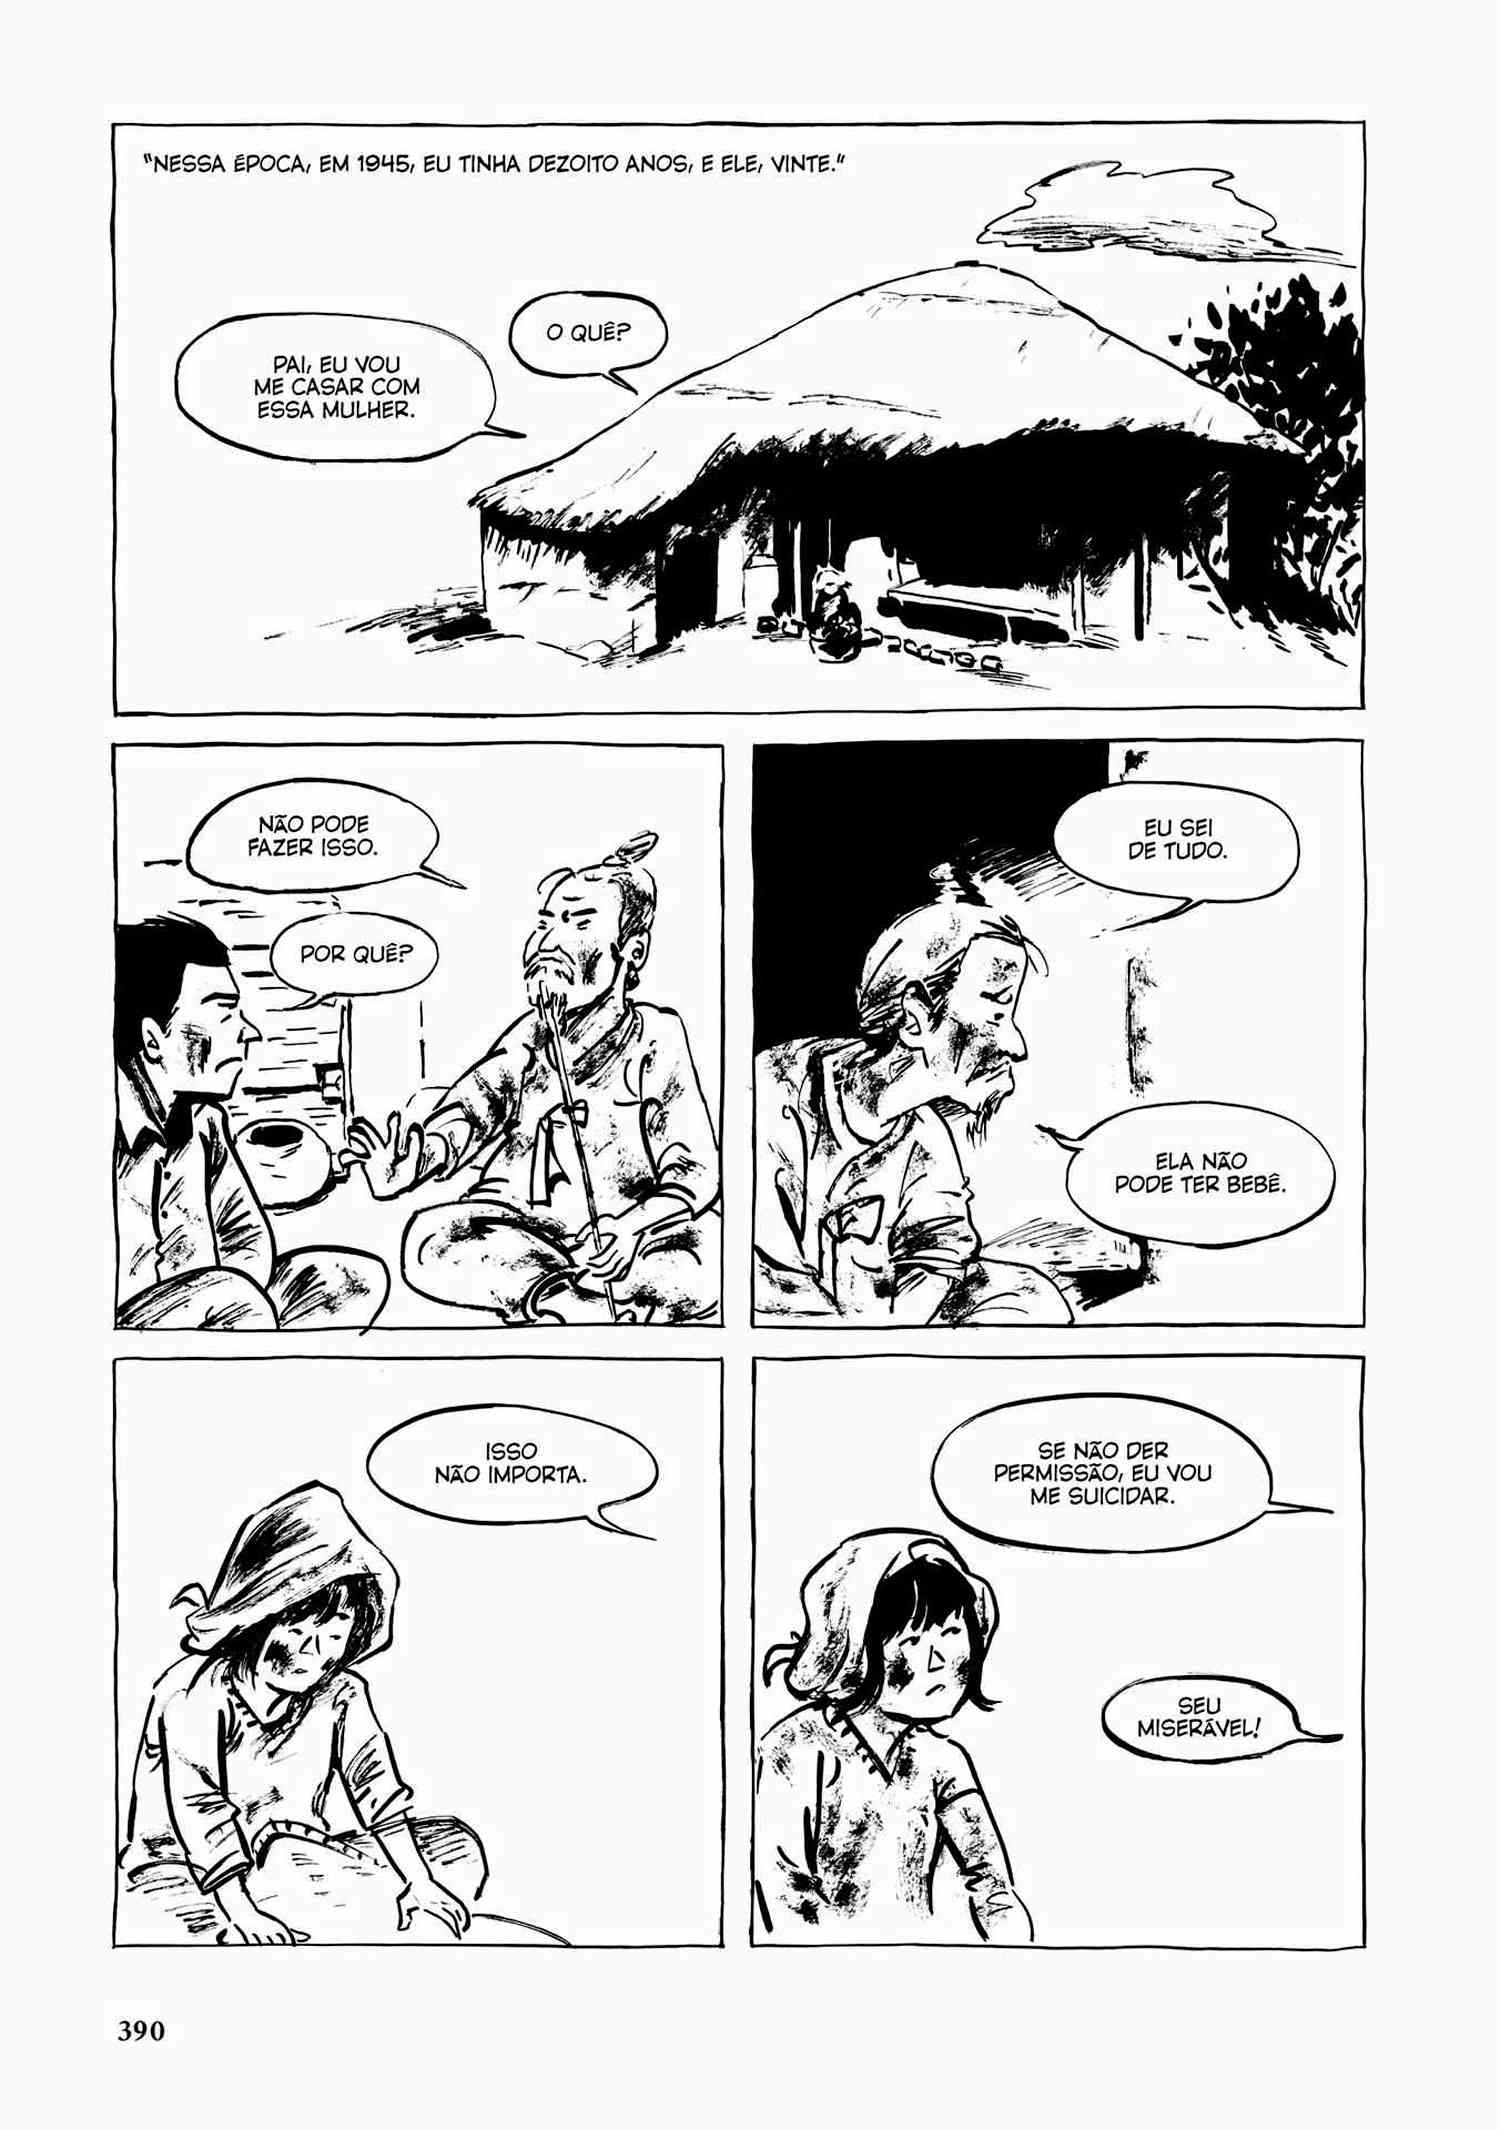 "NESSA ÉPOCA, EM 1945, EU TINHA DEZOITO ANOS, E ELE, VINTE."
PAI, EU VOU
ME CASAR COM
ESSA MULHER.
O QUÊ?
NÃO PODE
FAZER ISSO.
POR QUÊ?
EU SEI
DE TUDO.
ELA NÃO
PODE TER BEBÊ.
ISSO
NÃO IMPORTA.
SE NÃO DER
PERMISSÃO, EU VOU
ME SUICIDAR.
SEU
MISERÁVEL!
390